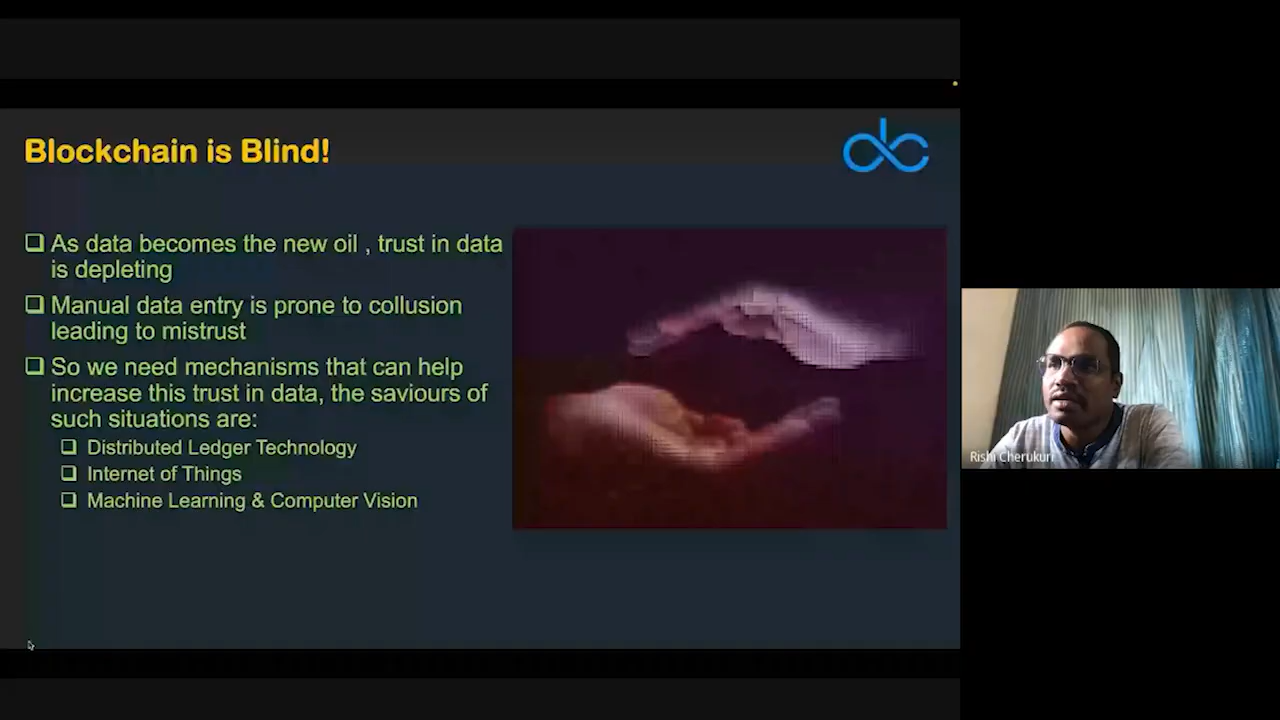 Blockchain is Blind!
As data becomes the new oil , trust in data
is depleting
Manual data entry is prone to collusion
leading to mistrust
So we need mechanisms that can help
increase this trust in data, the saviours of
such situations are:
Distributed Ledger Technology
Internet of Things
Machine Learning & Computer Vision
Rishi Cherukuri